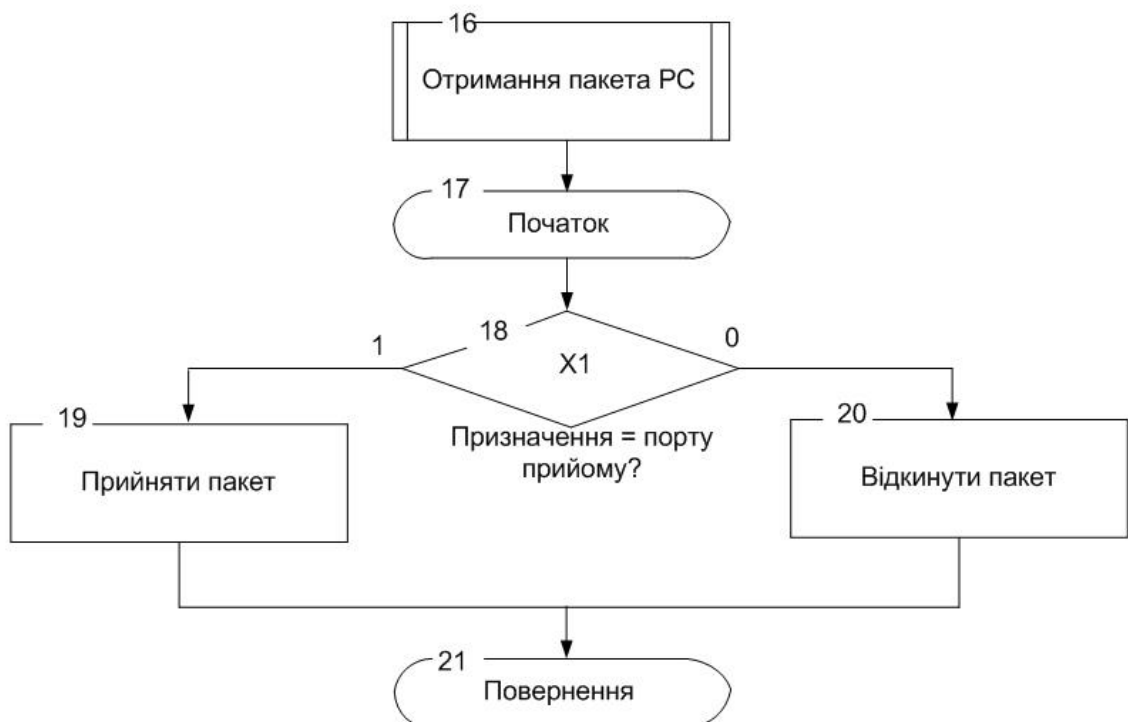 16
Отримання пакета PC
17
Початок
18
1
0
X1
Призначення = порту
прийому?
19
Прийняти пакет
20
Відкинути пакет
21
Повернення